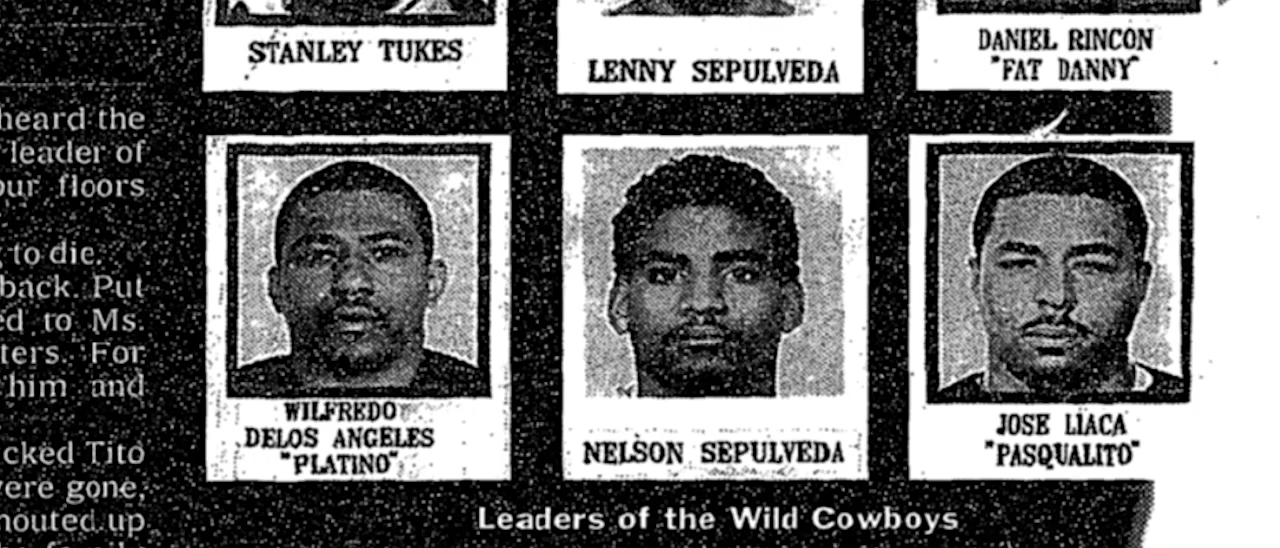 STANLEY TUKES
LENNY SEPULVEDA
DANIEL RINCON
"FAT DANNY"
heard the
leader of
our floors
to die.
back. Put
ed to Ms.
ters. For
him and
cked Tito
were gone,
houted up
WILFREDO
DELOS ANGELES
"PLATINO"
NELSON SEPULVEDA
JOSE LIACA
"PASQUALITO"
Leaders of the Wild Cowboys